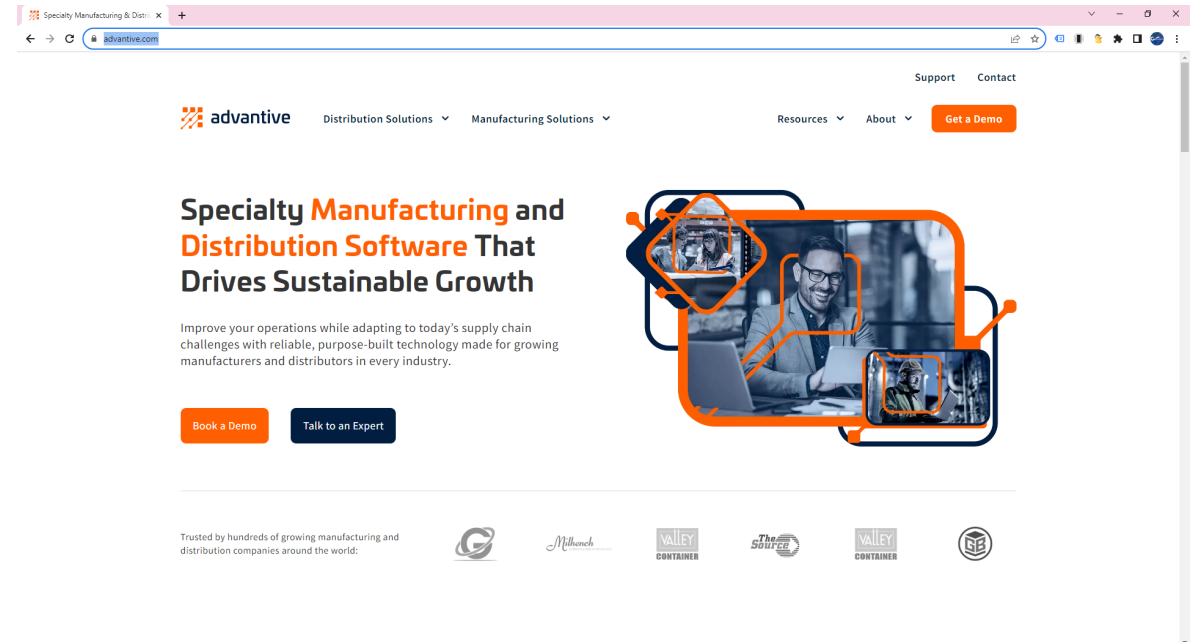 Specialty Manufacturing & Distri
advantive.com
Support Contact
advantive Distribution Solutions Manufacturing Solutions Resources About Get a Demo
Specialty Manufacturing and
Distribution Software That
Drives Sustainable Growth
Improve your operations while adapting to today's supply chain
challenges with reliable, purpose-built technology made for growing
manufacturers and distributors in every industry.
Book a Demo Talk to an Expert
Trusted by hundreds of growing manufacturing and
distribution companies around the world:
G Milhench VALLEY CONTAINER The Source VALLEY CONTAINER GB